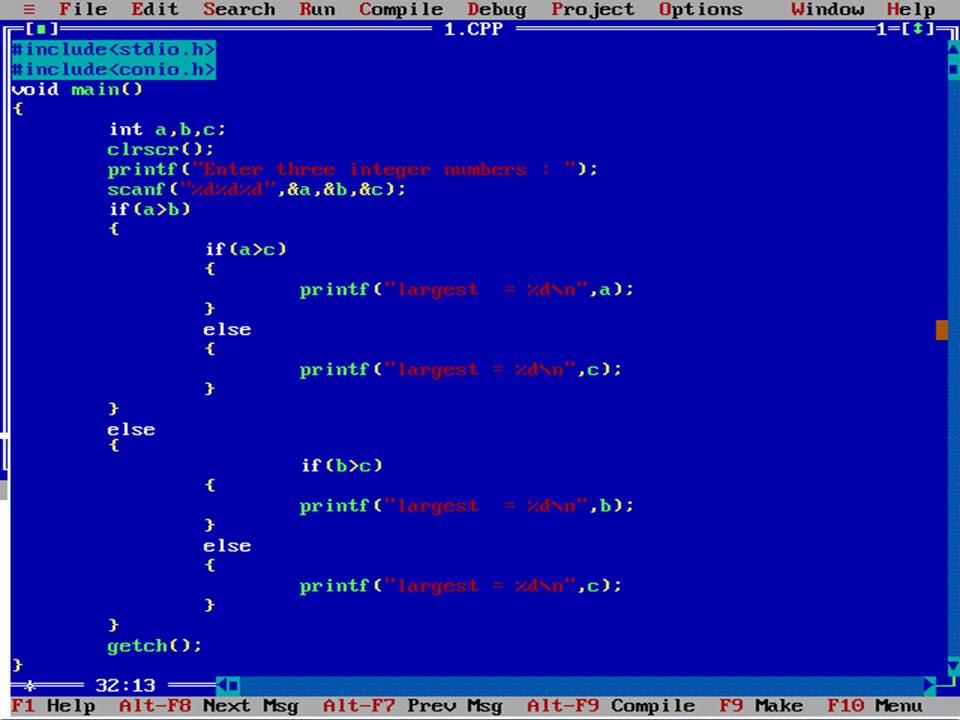 ≡ File Edit Search Run Compile Debug Project Options Window Help
[■] 1.CPP 1=[↕]
#include<stdio.h>
#include<conio.h>
void main()
{
int a,b,c;
clrscr();
printf("Enter three integer numbers : ");
scanf("%d%d%d",&a,&b,&c);
if(a>b)
{
if(a>c)
{
printf("largest  = %d\n",a);
}
else
{
printf("largest = %d\n",c);
}
}
else
{
if(b>c)
{
printf("largest  = %d\n",b);
}
else
{
printf("largest = %d\n",c);
}
}
getch();
}
* 32:13
F1 Help Alt-F8 Next Msg Alt-F7 Prev Msg Alt-F9 Compile F9 Make F10 Menu